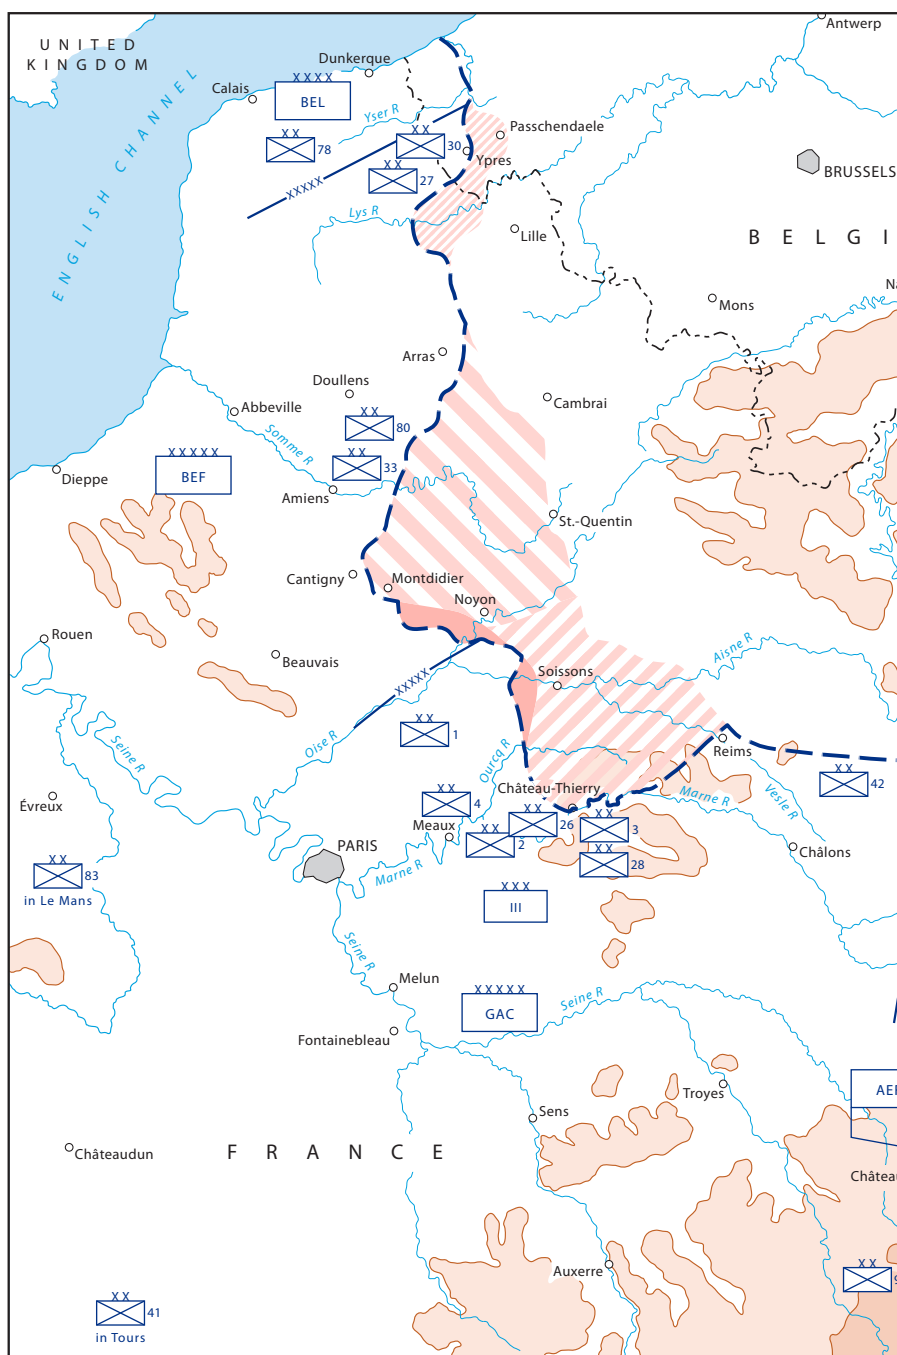 UNITED
KINGDOM
Antwerp
Dunkerque
XXXX
BEL
Calais
Yser R
Passchendaele
XX
78
XX
30
Ypres
XX
27
BRUSSELS
XXXXX
Lys R
Lille
ENGLISH CHANNEL
BELGI
Na
Mons
Arras
Doullens
Abbeville
Cambrai
XX
80
Somme R
XXXXX
BEF
XX
33
Dieppe
Amiens
St.-Quentin
Cantigny
Montdidier
Noyon
Rouen
Beauvais
Aisne R
Soissons
XXXXX
XX
1
Oise R
Seine R
Ourcq R
Reims
XX
42
Château-Thierry
Marne R
Vesle R
Évreux
XX
4
Meaux
XX
2
XX
26
XX
3
PARIS
Marne R
Châlons
XX
28
XX
83
in Le Mans
XXX
III
Seine R
Melun
XXXXX
GAC
Seine R
Fontainebleau
Troyes
AEF
Sens
Châteaudun
FRANCE
Château
Auxerre
XX
XX
41
in Tours